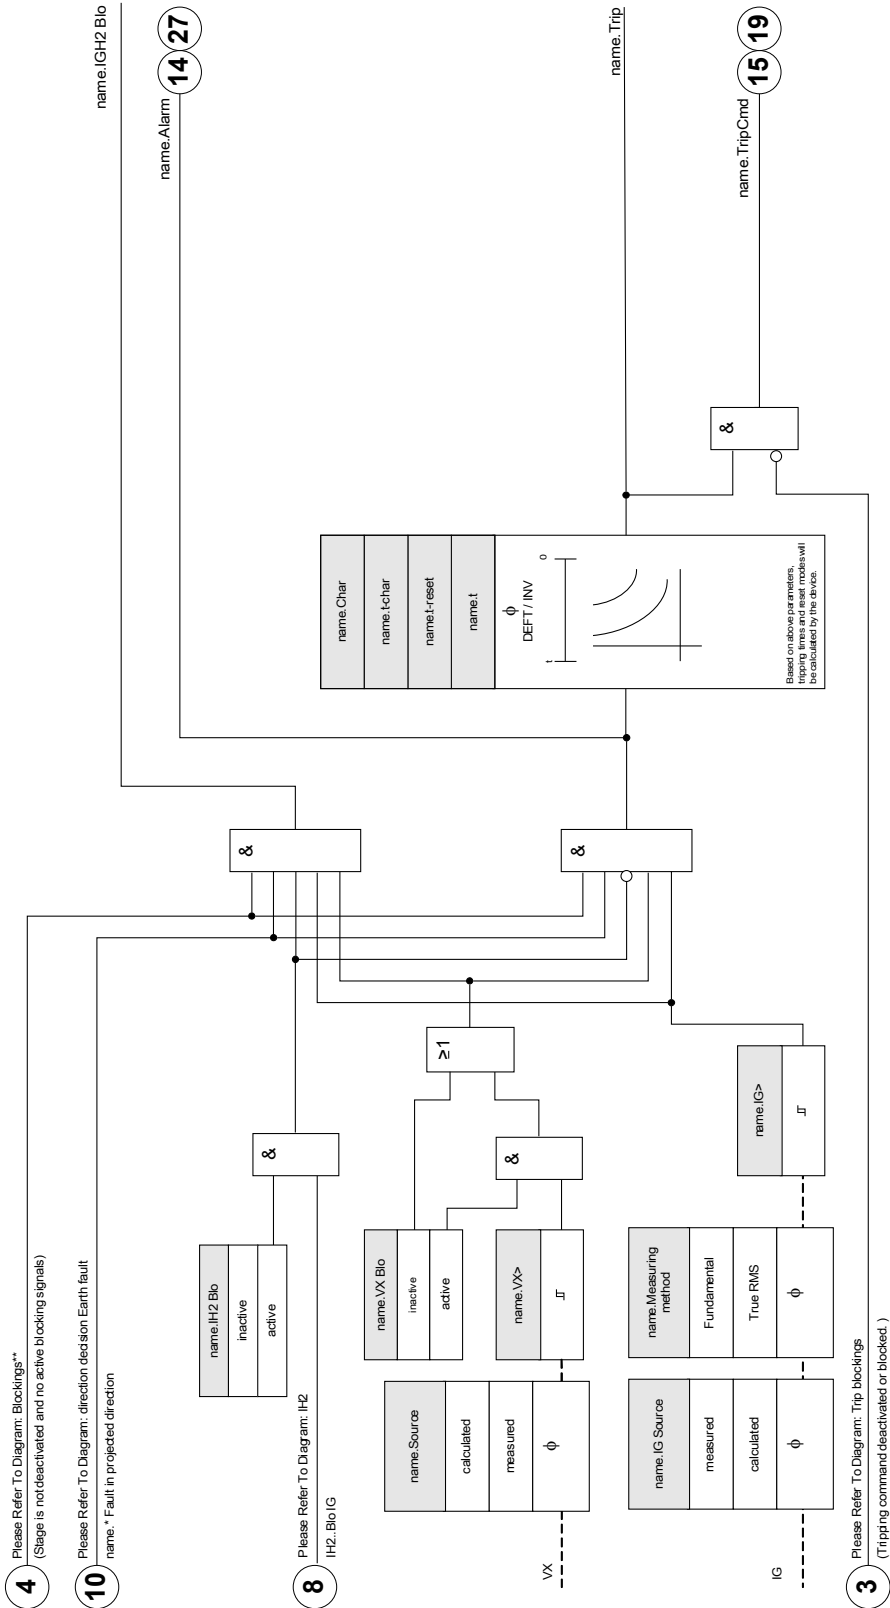 4
Please Refer To Diagram: Blockings**
(Stage is not deactivated and no active blocking signals)
10
Please Refer To Diagram: direction decision Earth fault
name.* Fault in projected direction
name.IH2 Blo
inactive
active
8
Please Refer To Diagram: IH2
IH2..Blo IG
&
&
name.IGH2 Blo
name.Alarm
14
27
VX
name.Source
calculated
measured
ϕ
name.VX Blo
inactive
active
name.VX>
&
≥1
&
IG
name.IG Source
measured
calculated
ϕ
name.Measuring
method
Fundamental
True RMS
ϕ
name.IG>
name.Char
name.t-char
name.t-reset
name.t
ϕ
DEFT / INV
t
0
Based on above parameters,
tripping times and reset modes will
be calculated by the device.
name.Trip
&
name.TripCmd
15
19
3
Please Refer To Diagram: Trip blockings
(Tripping command deactivated or blocked. )